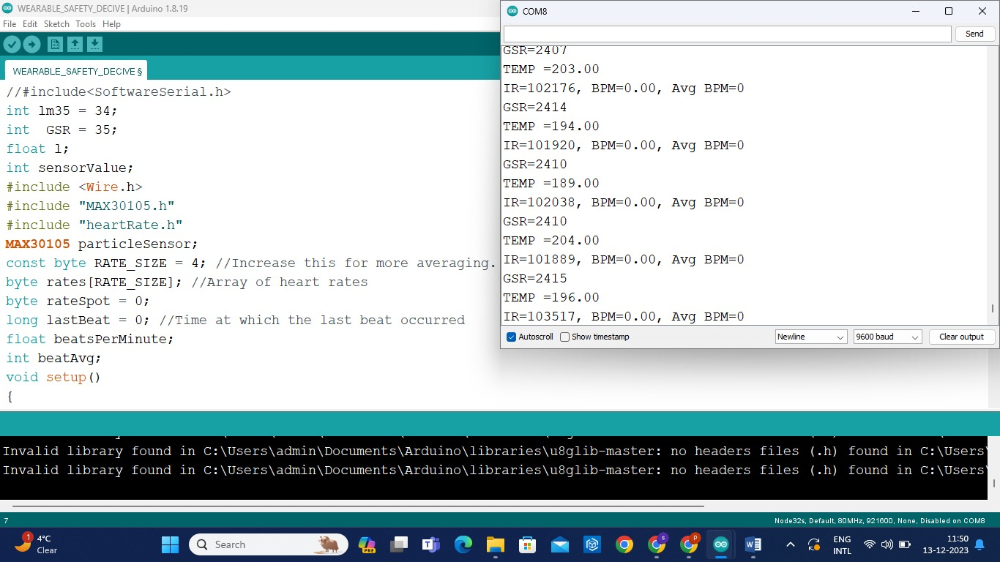 WEARABLE_SAFETY_DECIVE | Arduino 1.8.19
File Edit Sketch Tools Help
WEARABLE_SAFETY_DECIVE §
//#include<SoftwareSerial.h>
int lm35 = 34;
int  GSR = 35;
float l;
int sensorValue;
#include <Wire.h>
#include "MAX30105.h"
#include "heartRate.h"
MAX30105 particleSensor;
const byte RATE_SIZE = 4; //Increase this for more averaging.
byte rates[RATE_SIZE]; //Array of heart rates
byte rateSpot = 0;
long lastBeat = 0; //Time at which the last beat occurred
float beatsPerMinute;
int beatAvg;
void setup()
{
COM8
Send
GSR=2407
TEMP =203.00
IR=102176, BPM=0.00, Avg BPM=0
GSR=2414
TEMP =194.00
IR=101920, BPM=0.00, Avg BPM=0
GSR=2410
TEMP =189.00
IR=102038, BPM=0.00, Avg BPM=0
GSR=2410
TEMP =204.00
IR=101889, BPM=0.00, Avg BPM=0
GSR=2415
TEMP =196.00
IR=103517, BPM=0.00, Avg BPM=0
Autoscroll Show timestamp Newline 9600 baud Clear output
Invalid library found in C:\Users\admin\Documents\Arduino\libraries\u8glib-master: no headers files (.h) found in C:\Users\
Invalid library found in C:\Users\admin\Documents\Arduino\libraries\u8glib-master: no headers files (.h) found in C:\Users\
7 Node32s, Default, 80MHz, 921600, None, Disabled on COM8
1
4°C
Clear
Search
PRE
s
p
ENG
INTL
11:50
13-12-2023